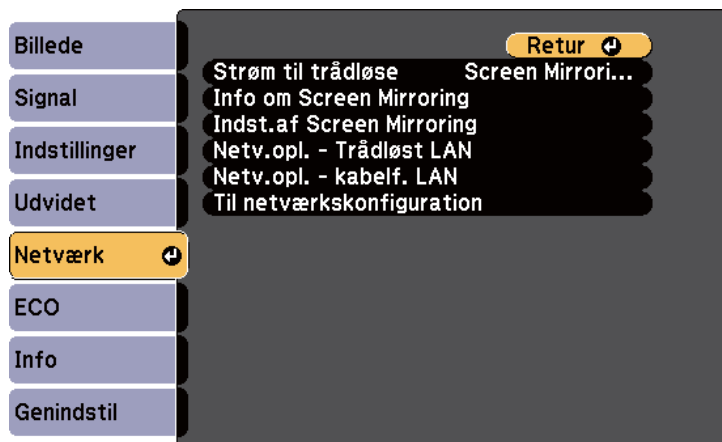 Billede
Signal
Indstillinger
Udvidet
Netværk
ECO
Info
Genindstil
Retur
Strøm til trådløse Screen Mirrori...
Info om Screen Mirroring
Indst.af Screen Mirroring
Netv.opl. - Trådløst LAN
Netv.opl. - kabelf. LAN
Til netværkskonfiguration